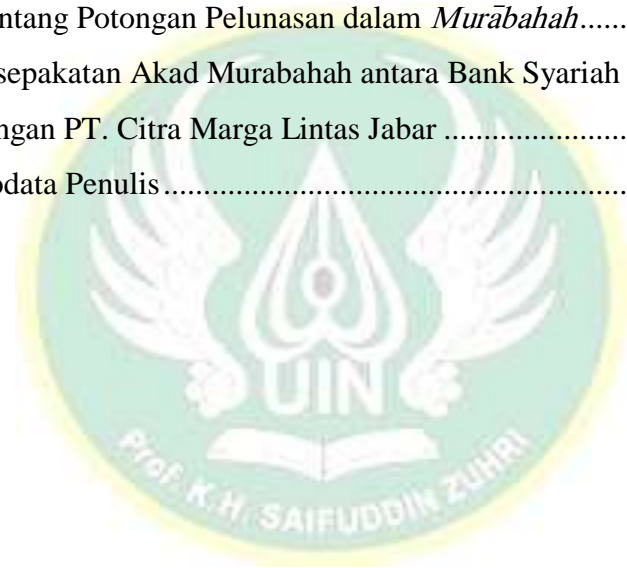 ntang Potongan Pelunasan dalam Murābahah......
sepakatan Akad Murabahah antara Bank Syariah
ngan PT. Citra Marga Lintas Jabar ........................
odata Penulis............................................................
UIN
Prof. K.H. SAIFUDDIN ZUHRI